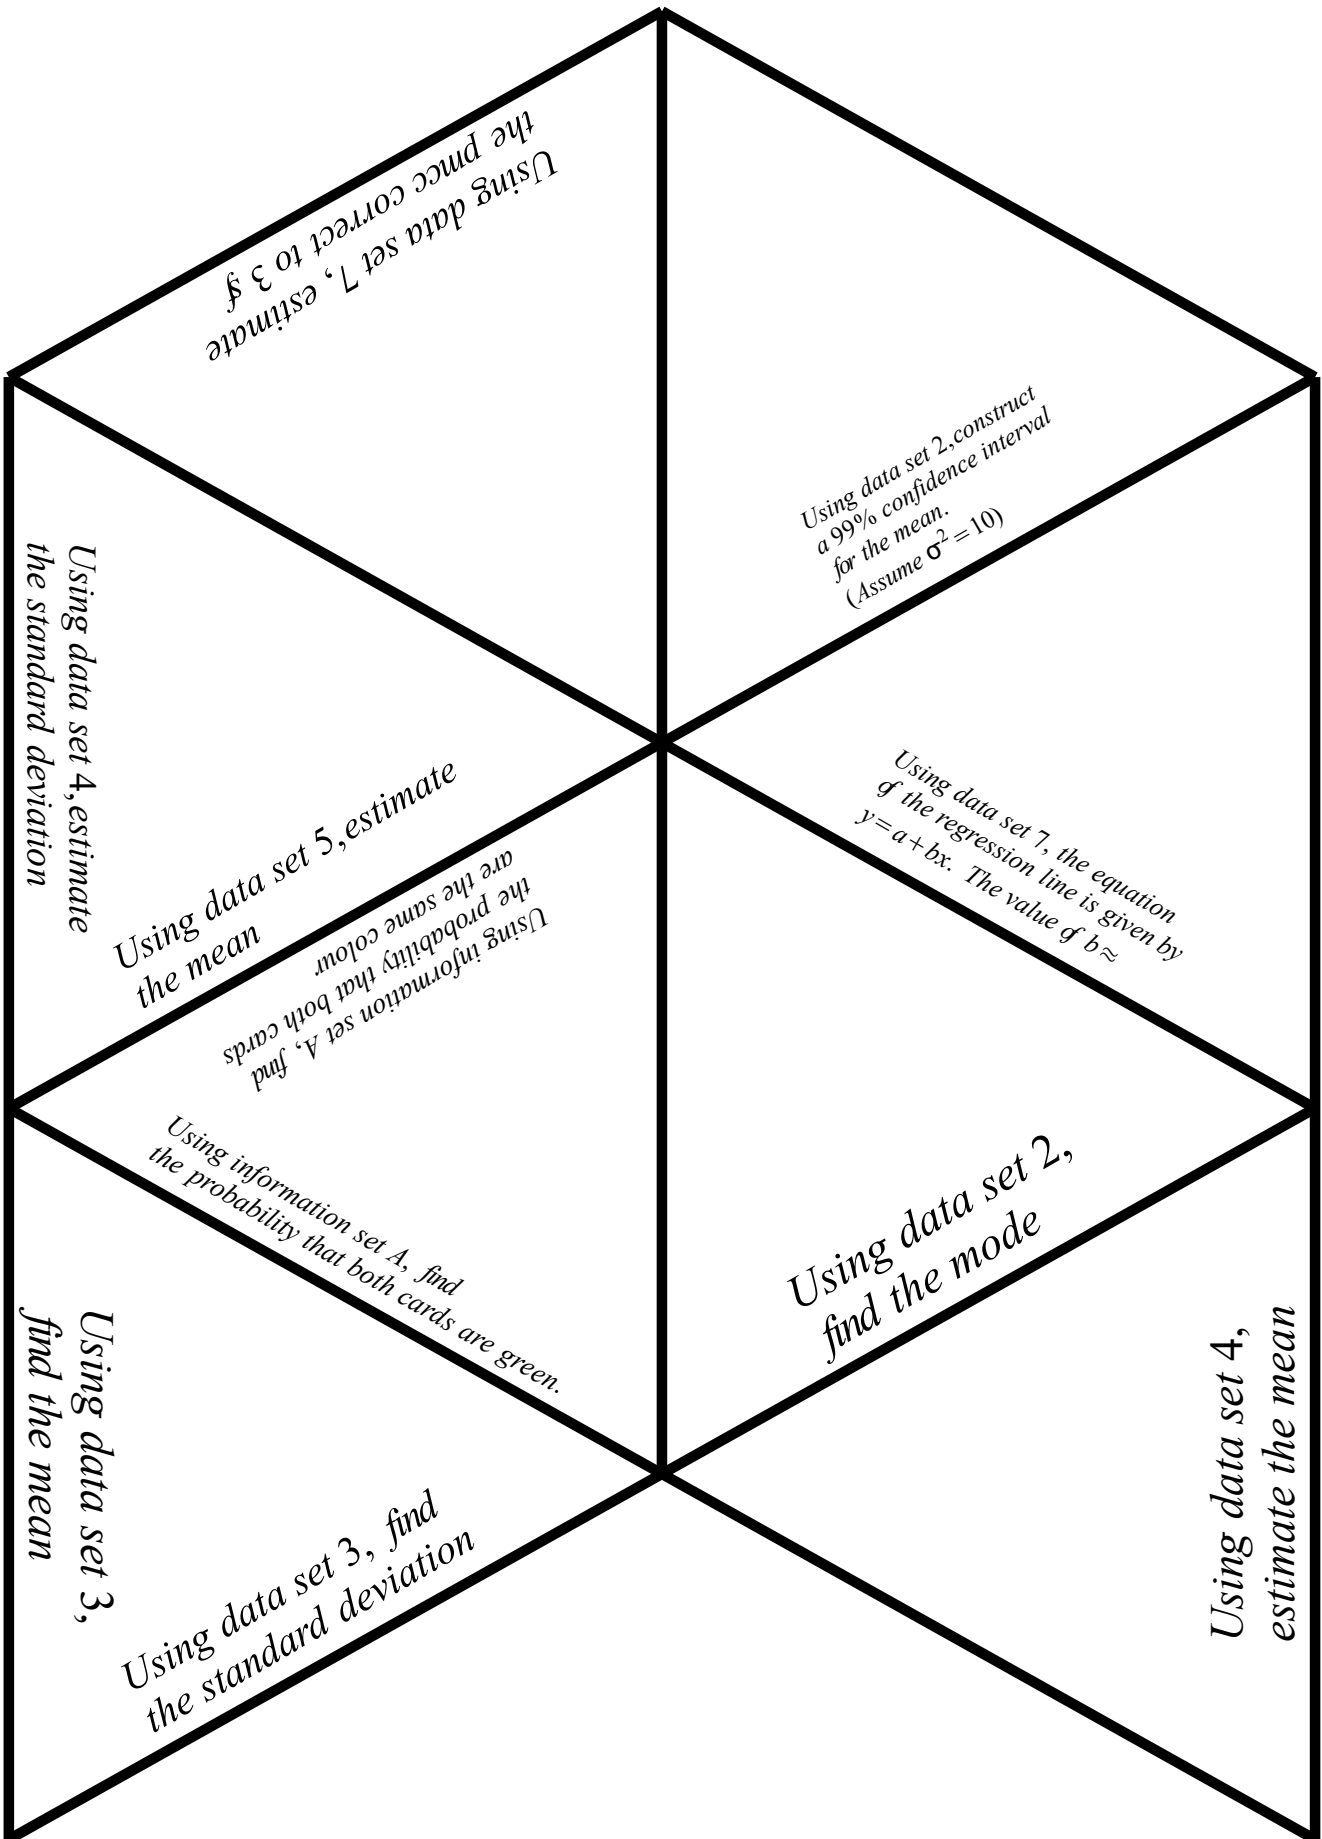 Using data set 7, estimate
the pmcc correct to 3 sf
Using data set 2,construct
a 99% confidence interval
for the mean.
(Assume σ²=10)
Using data set 4,estimate
the standard deviation
Using data set 5,estimate
the mean
Using data set 7, the equation
of the regression line is given by
y=a+bx. The value of b≈
Using information set A, find
the probability that both cards
are the same colour
Using information set A, find
the probability that both cards are green.
Using data set 2,
find the mode
Using data set 3,
find the mean
Using data set 4,
estimate the mean
Using data set 3, find
the standard deviation